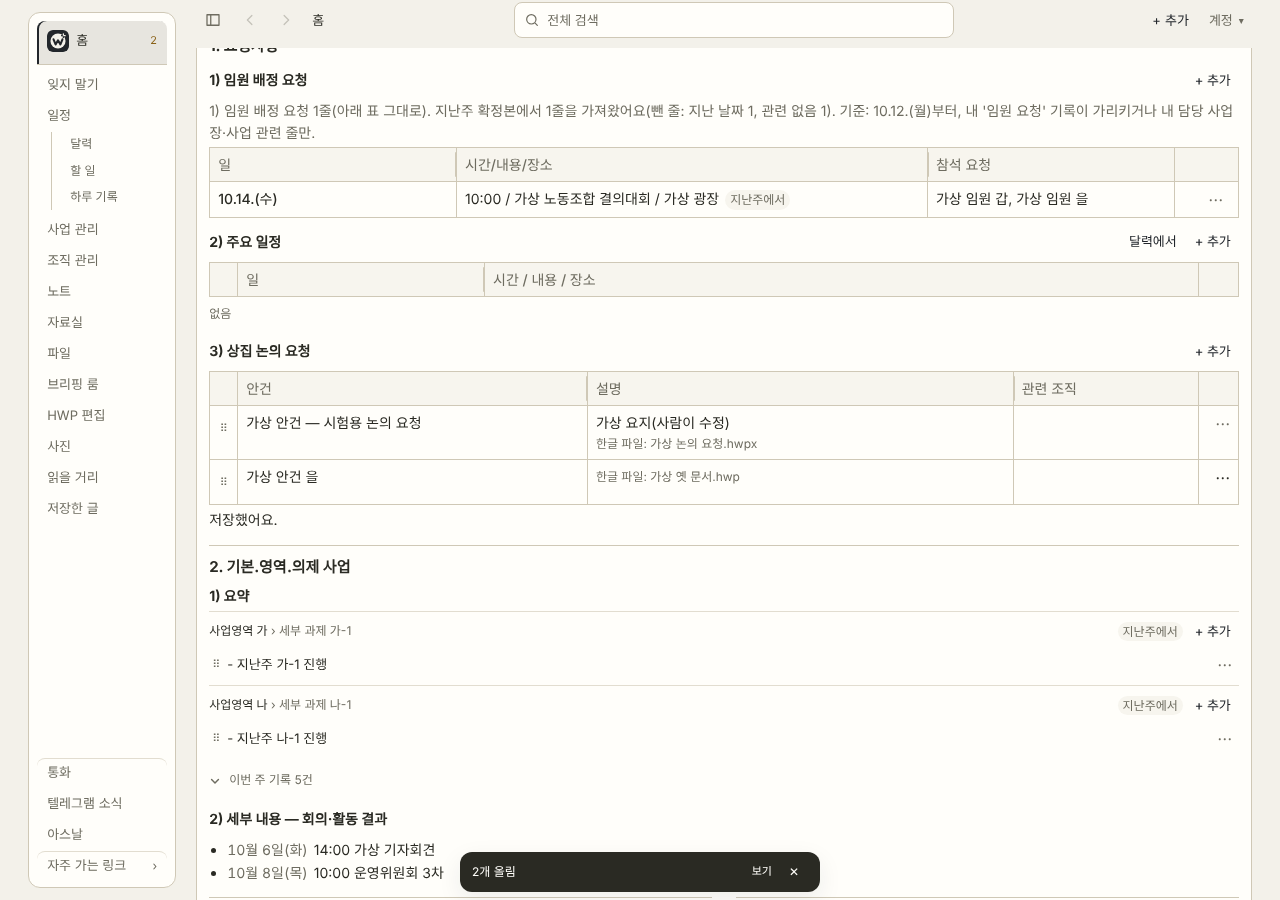 홈
2
잊지 말기
일정
달력
할 일
하루 기록
사업 관리
조직 관리
노트
자료실
파일
브리핑 룸
HWP 편집
사진
읽을 거리
저장한 글
통화
텔레그램 소식
아스날
자주 가는 링크 ›
홈
전체 검색
+ 추가 계정 ▾
1) 임원 배정 요청 + 추가
1) 임원 배정 요청 1줄(아래 표 그대로). 지난주 확정본에서 1줄을 가져왔어요(뺀 줄: 지난 날짜 1, 관련 없음 1). 기준: 10.12.(월)부터, 내 '임원 요청' 기록이 가리키거나 내 담당 사업
장·사업 관련 줄만.
일 시간/내용/장소 참석 요청
10.14.(수) 10:00 / 가상 노동조합 결의대회 / 가상 광장 지난주에서 가상 임원 갑, 가상 임원 을 ···
2) 주요 일정 달력에서 + 추가
일 시간 / 내용 / 장소
없음
3) 상집 논의 요청 + 추가
안건 설명 관련 조직
가상 안건 — 시험용 논의 요청 가상 요지(사람이 수정) ···
한글 파일: 가상 논의 요청.hwpx
가상 안건 을 한글 파일: 가상 옛 문서.hwp ···
저장했어요.
2. 기본.영역.의제 사업
1) 요약
사업영역 가 › 세부 과제 가-1 지난주에서 + 추가
- 지난주 가-1 진행 ···
사업영역 나 › 세부 과제 나-1 지난주에서 + 추가
- 지난주 나-1 진행 ···
이번 주 기록 5건
2) 세부 내용 — 회의·활동 결과
• 10월 6일(화) 14:00 가상 기자회견
• 10월 8일(목) 10:00 운영위원회 3차
2개 올림 보기 ×